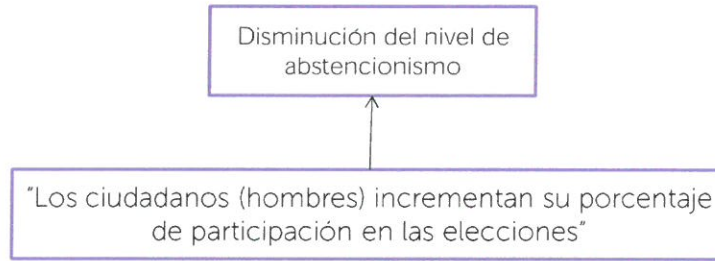 Disminución del nivel de
abstencionismo
"Los ciudadanos (hombres) incrementan su porcentaje
de participación en las elecciones"